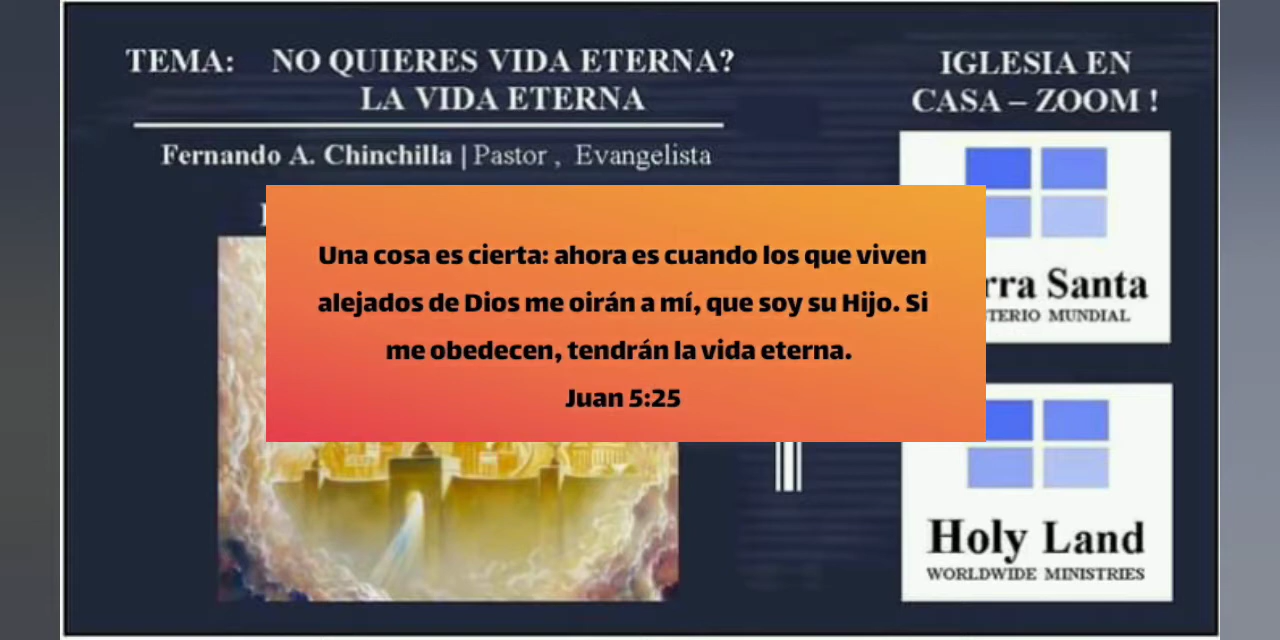 TEMA: NO QUIERES VIDA ETERNA?
LA VIDA ETERNA
Fernando A. Chinchilla | Pastor , Evangelista
IGLESIA EN
CASA – ZOOM !
Una cosa es cierta: ahora es cuando los que viven
alejados de Dios me oirán a mí, que soy su Hijo. Si
me obedecen, tendrán la vida eterna.
Juan 5:25
Santa
MUNDIAL
Holy Land
WORLDWIDE MINISTRIES